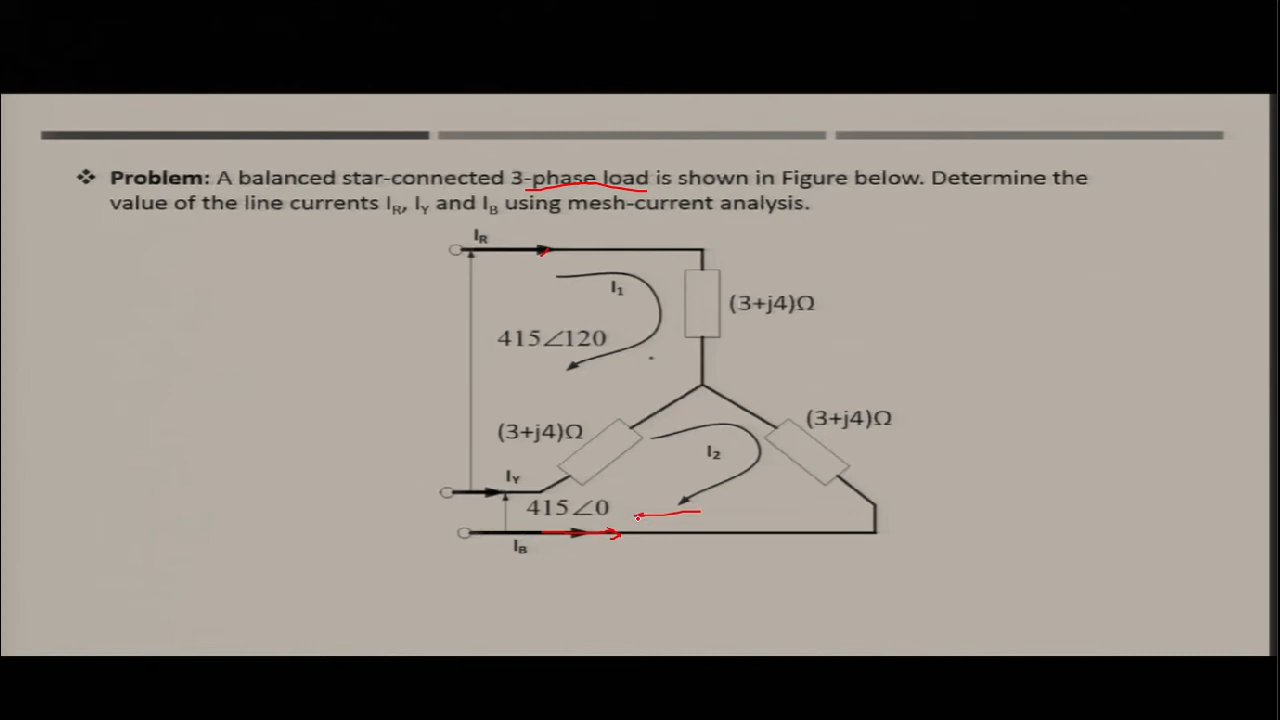 ❖ Problem: A balanced star-connected 3-phase load is shown in Figure below. Determine the
value of the line currents I_R, I_Y and I_B using mesh-current analysis.
I_R
I₁
(3+j4)Ω
415∠120
(3+j4)Ω
(3+j4)Ω
I₂
I_Y
415∠0
I_B